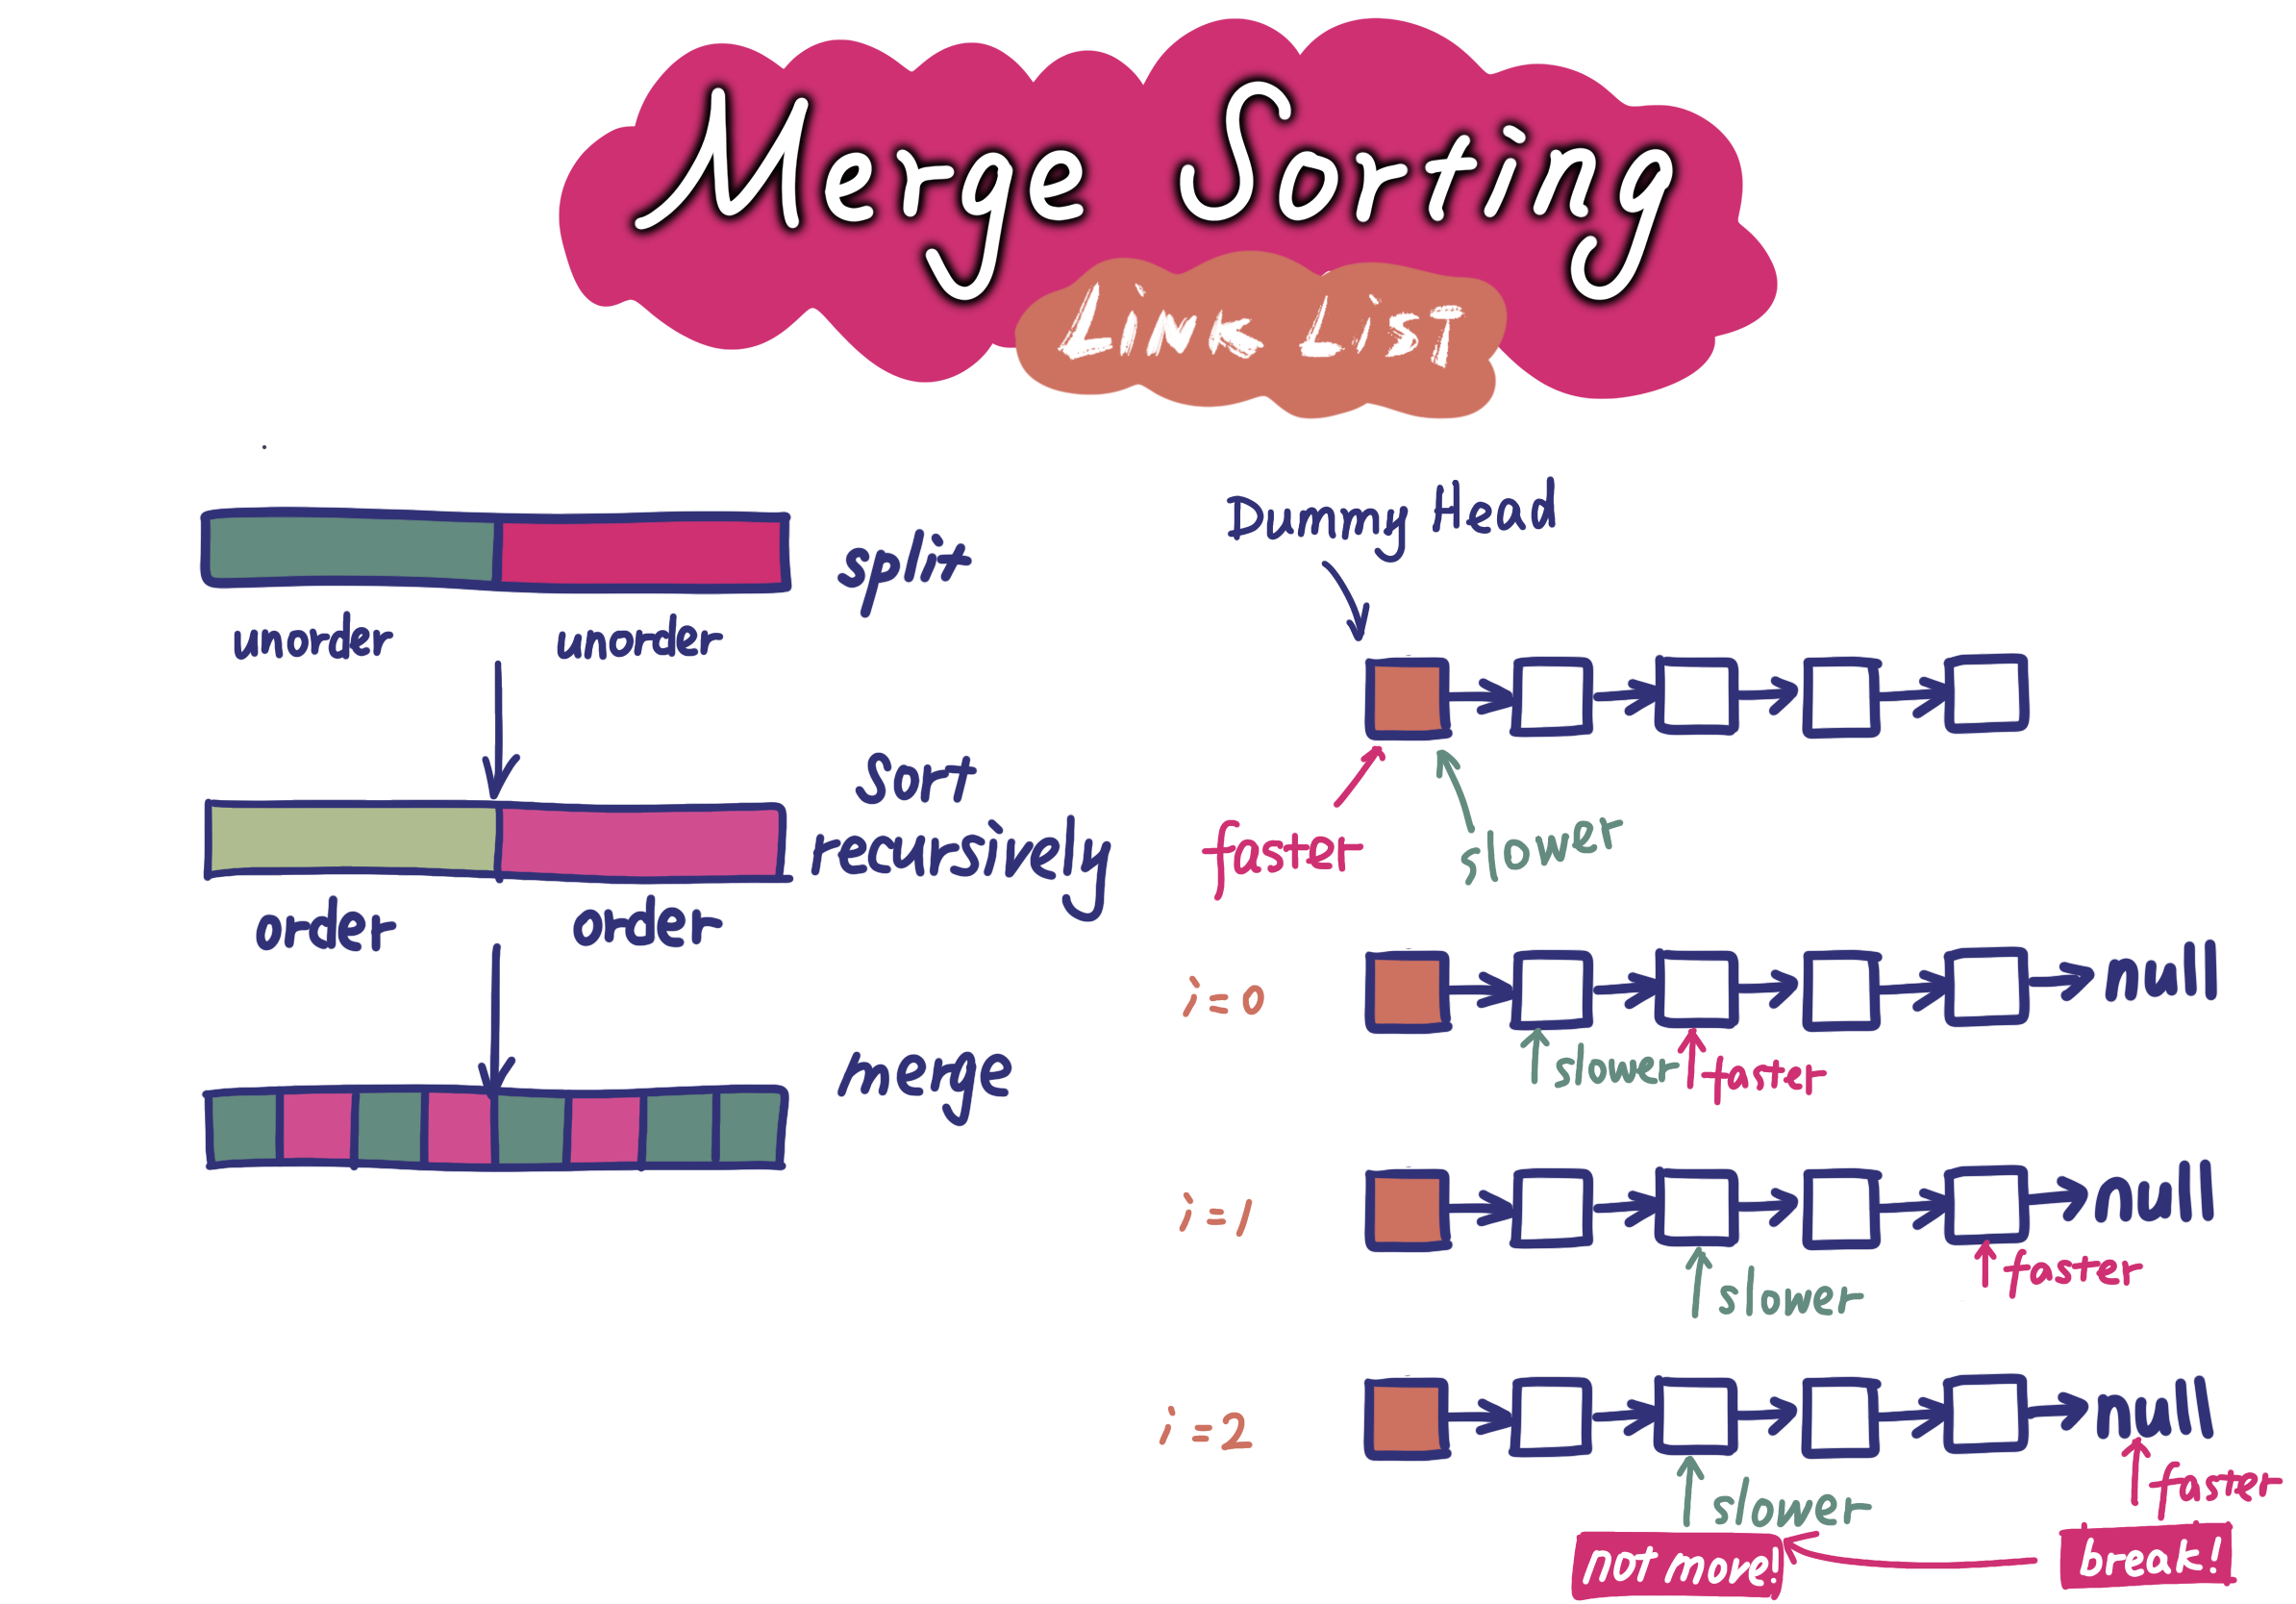 Merge Sorting
LiNK LiST
split
unorder unorder
sort
recursively
order order
merge
Dummy Head
faster
slower
i=0
null
slower
faster
i=1
null
slower
faster
i=2
null
slower
faster
not move!
break!